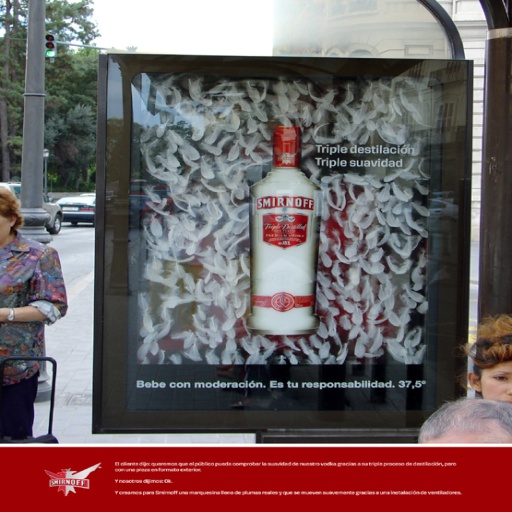 Triple destilación
Triple suavidad
SMIRNOFF
Triple Distilled
Bebe con moderación. Es tu responsabilidad. 37,5°
El cliente dijo: queremos que el público pueda comprobar la suavidad de nuestro vodka gracias a su triple proceso de destilación, pero
con una pieza en formato exterior.
Y nosotros dijimos: Ok.
Y creamos para Smirnoff una marquesina llena de plumas reales y que se mueven suavemente gracias a una instalación de ventiladores.
SMIRNOFF